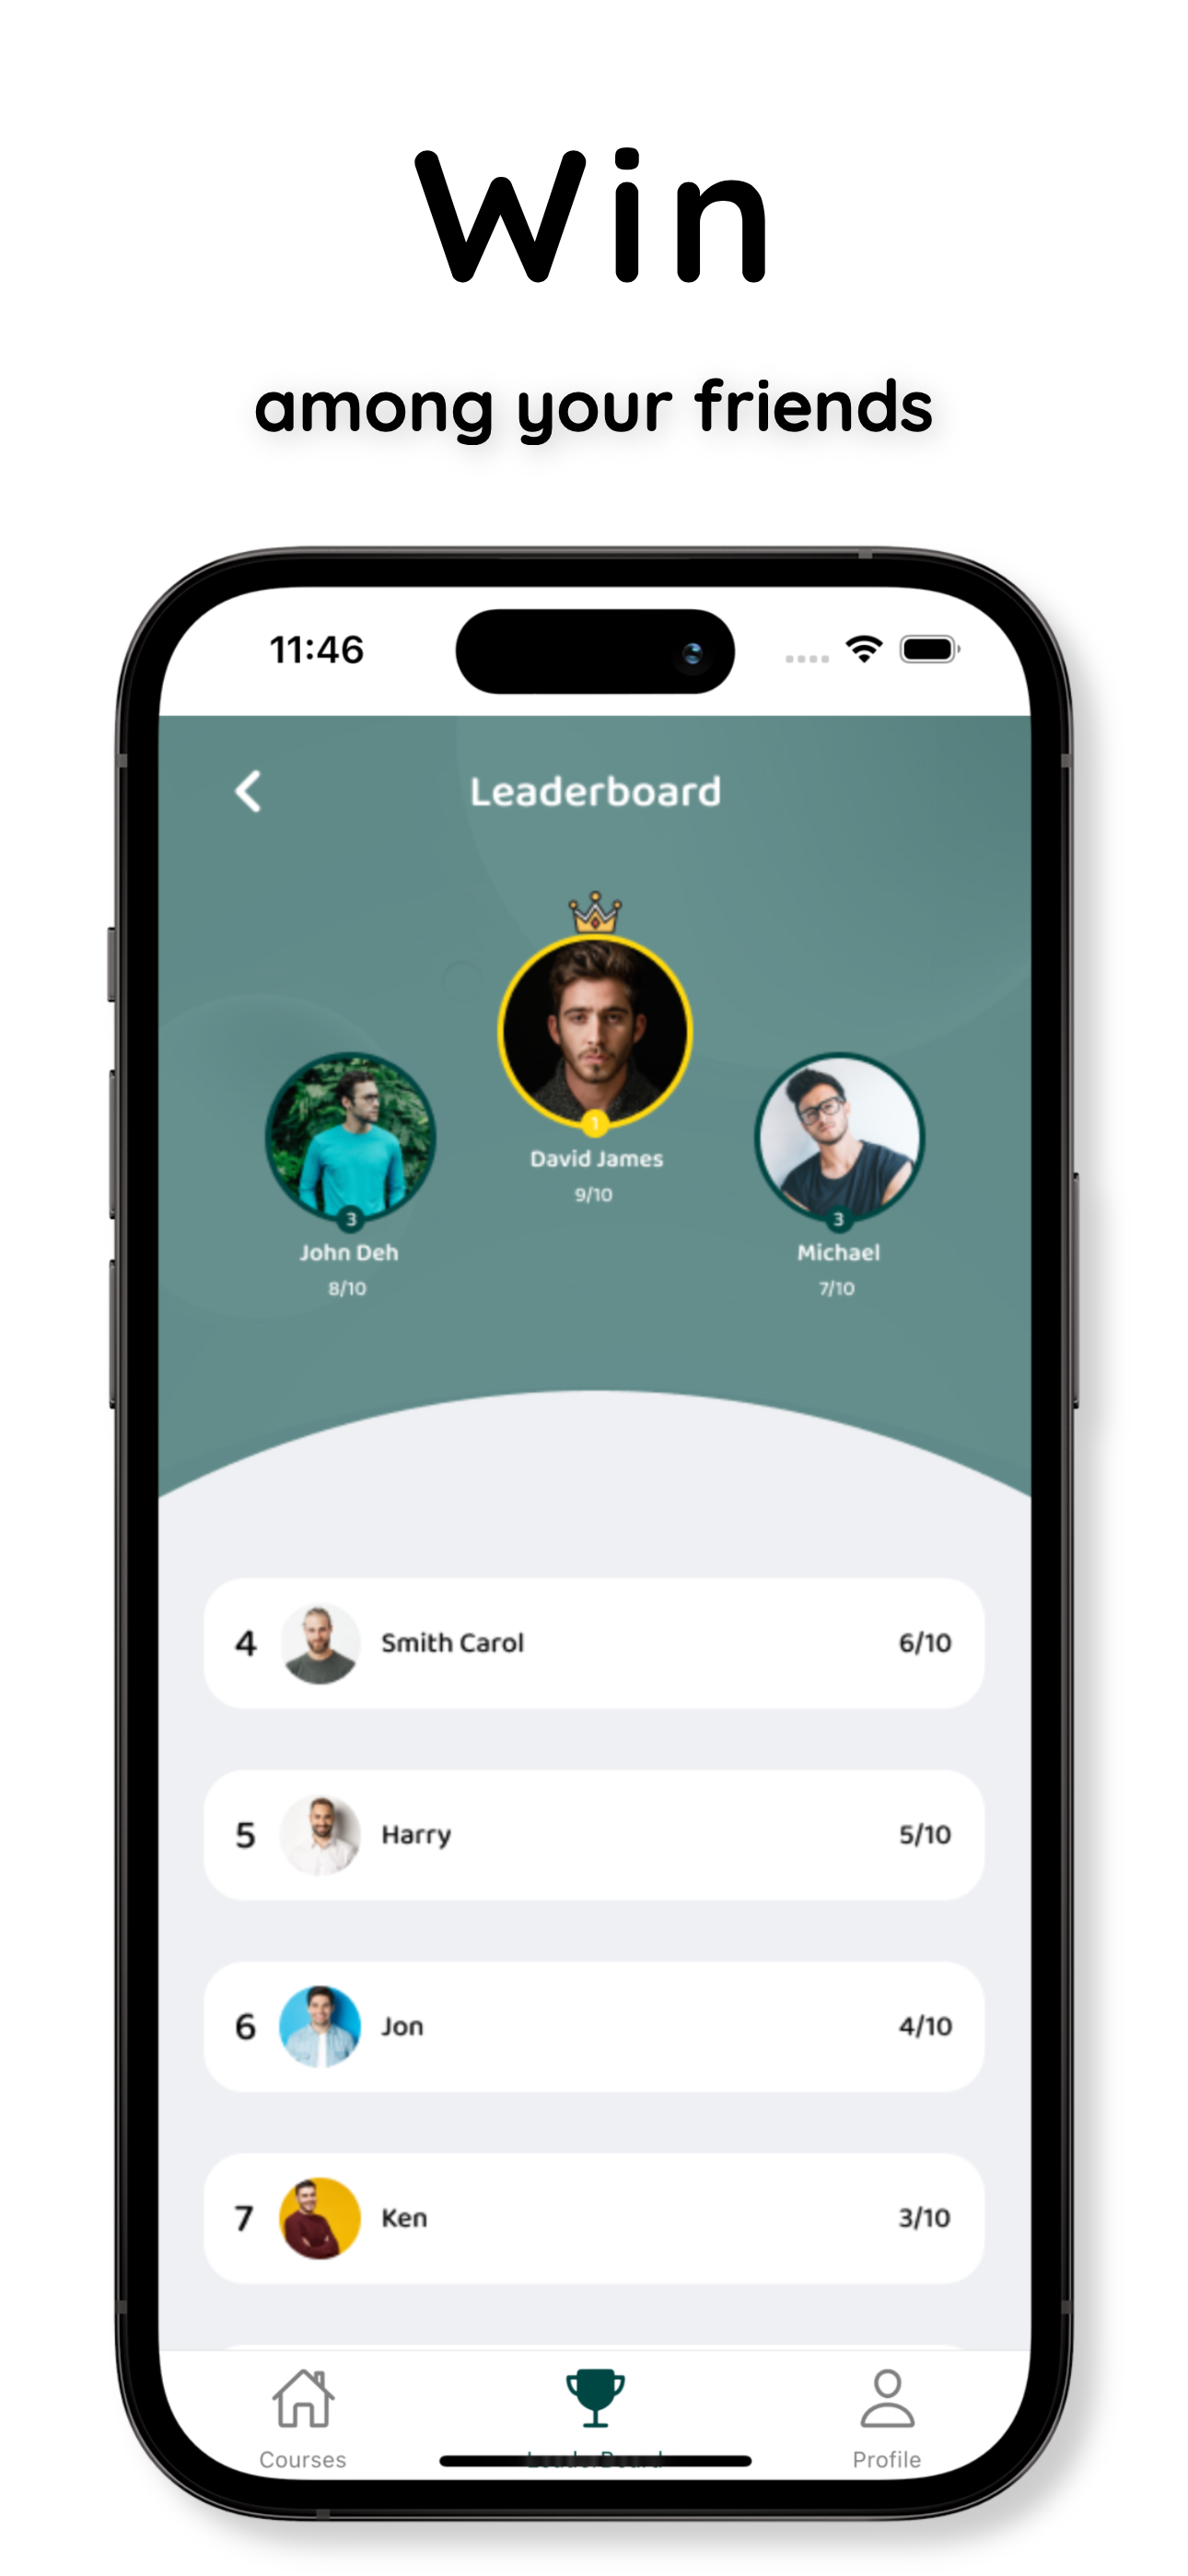 Win
among your friends
11:46
Leaderboard
1
David James
9/10
3
John Deh
8/10
3
Michael
7/10
4 Smith Carol 6/10
5 Harry 5/10
6 Jon 4/10
7 Ken 3/10
Courses LeaderBoard Profile